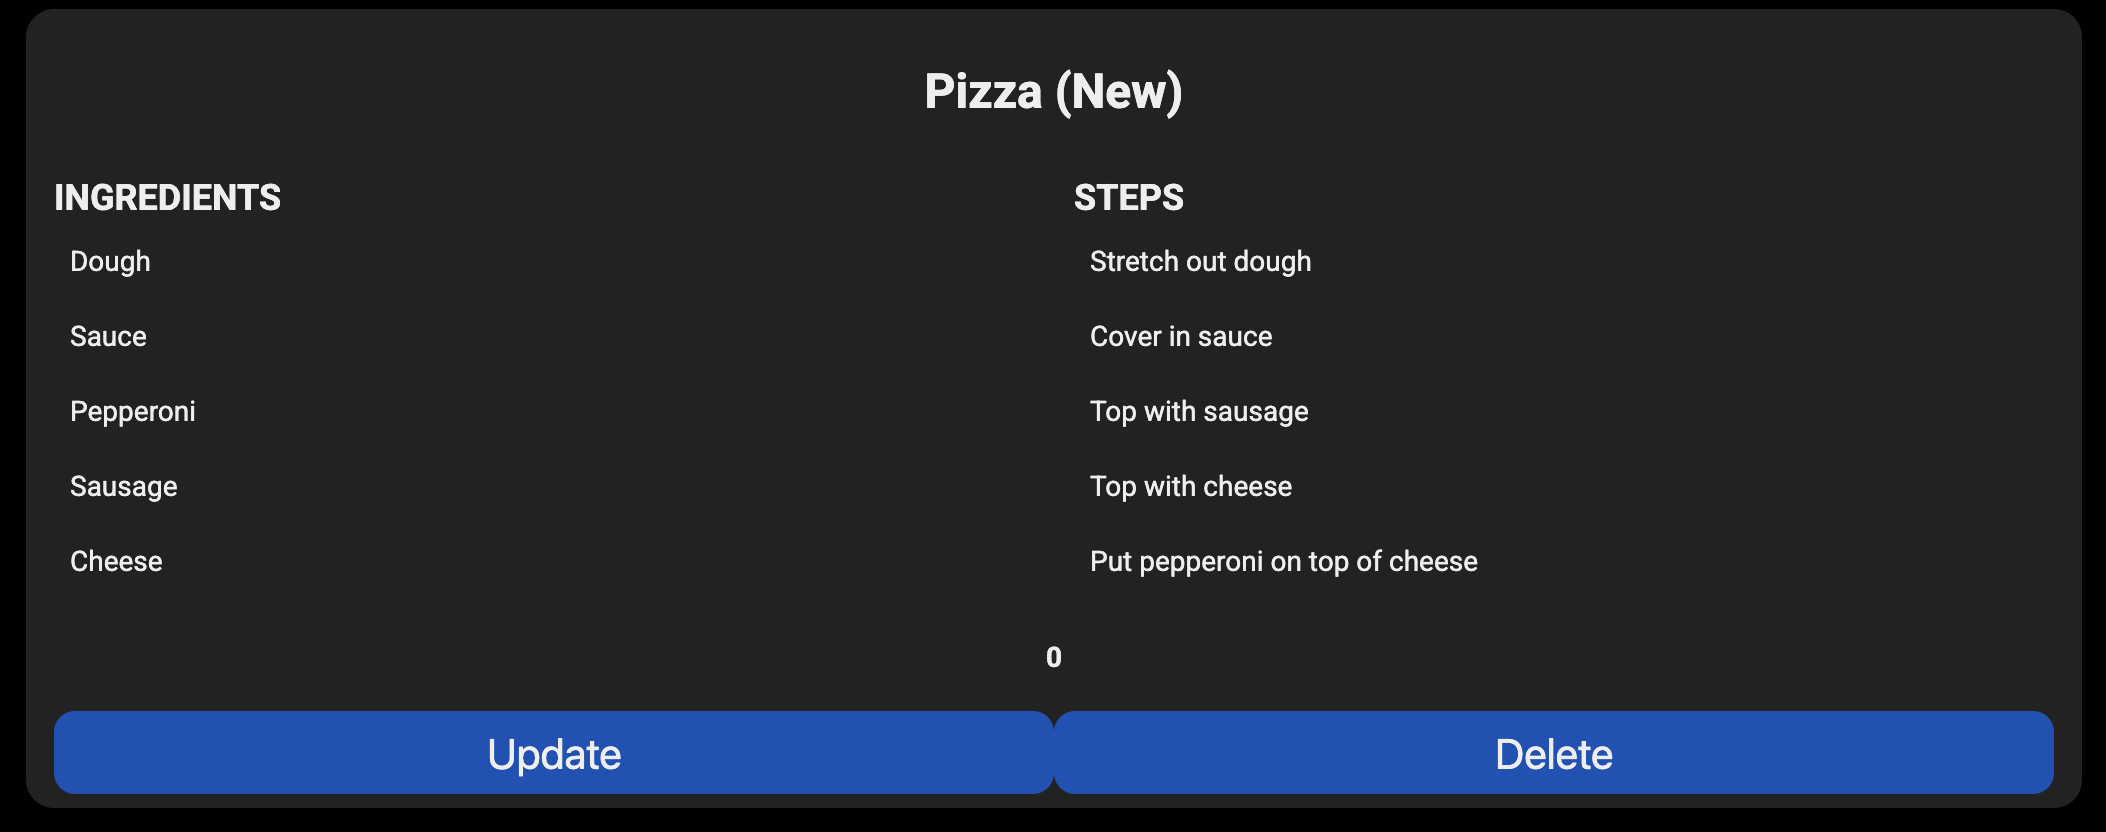 Pizza (New)
INGREDIENTS
Dough
Sauce
Pepperoni
Sausage
Cheese
STEPS
Stretch out dough
Cover in sauce
Top with sausage
Top with cheese
Put pepperoni on top of cheese
0
Update
Delete